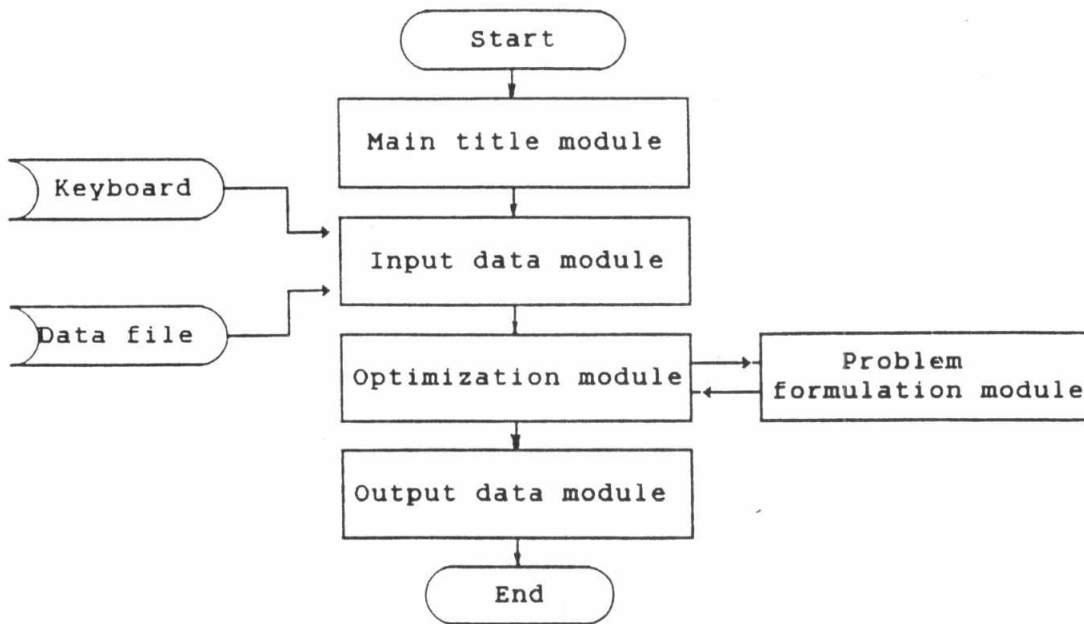 Start
Main title module
Keyboard
Input data module
Data file
Optimization module
Problem
formulation module
Output data module
End